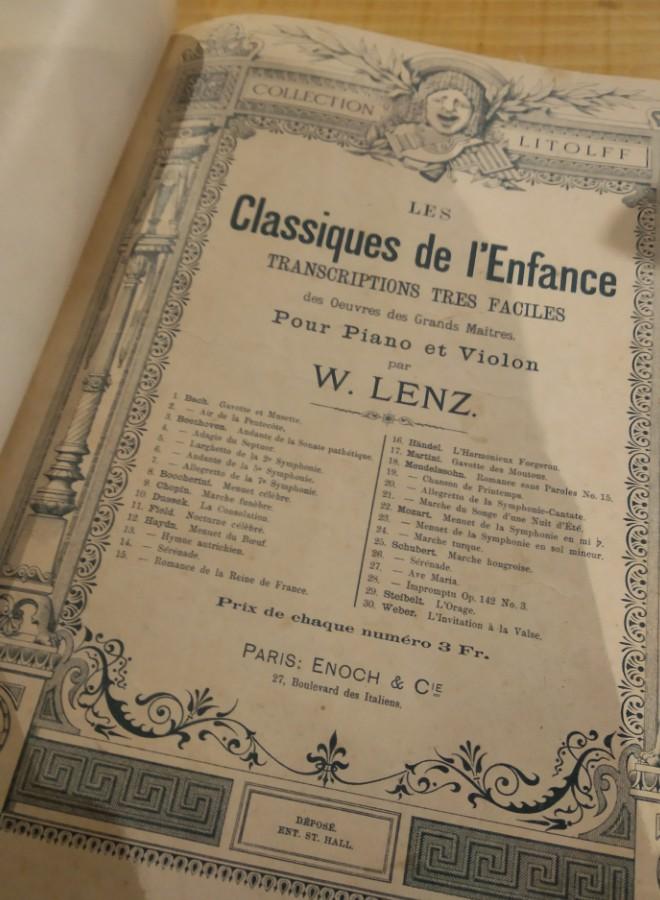 COLLECTION LITOLFF
LES
Classiques de l'Enfance
TRANSCRIPTIONS TRES FACILES
des Oeuvres des Grands Maitres.
Pour Piano et Violon
par
W. LENZ.
1. Bach. Gavotte et Musette.
2. — Air de la Pentecôte.
3. Beethoven. Andante de la Sonate pathétique.
4. — Adagio du Septuor.
5. — Larghetto de la 2e Symphonie.
6. — Andante de la 5me Symphonie.
7. — Allegretto de la 7e Symphonie.
8. Boccherini. Menuet célèbre.
9. Chopin. Marche funèbre.
10. Dussek. La Consolation.
11. Field. Nocturne célèbre.
12. Haydn. Menuet du Bœuf.
13. — Hymne autrichien.
14. — Sérénade.
15. — Romance de la Reine de France.
16. Händel. L'Harmonieux Forgeron.
17. Martini. Gavotte des Moutons.
18. Mendelssohn. Romance sans Paroles No. 15.
19. — Chanson de Printemps.
20. — Allegretto de la Symphonie-Cantate.
21. — Marche du Songe d'une Nuit d'Été.
22. Mozart. Menuet de la Symphonie en mi ♭.
23. — Menuet de la Symphonie en sol mineur.
24. — Marche turque.
25. Schubert. Marche hongroise.
26. — Sérénade.
27. — Ave Maria.
28. — Impromptu Op. 142 No. 3.
29. Steibelt. L'Orage.
30. Weber. L'Invitation à la Valse.
Prix de chaque numéro 3 Fr.
PARIS: ENOCH & CIE
27, Boulevard des Italiens.
DÉPOSÉ.
ENT. ST. HALL.